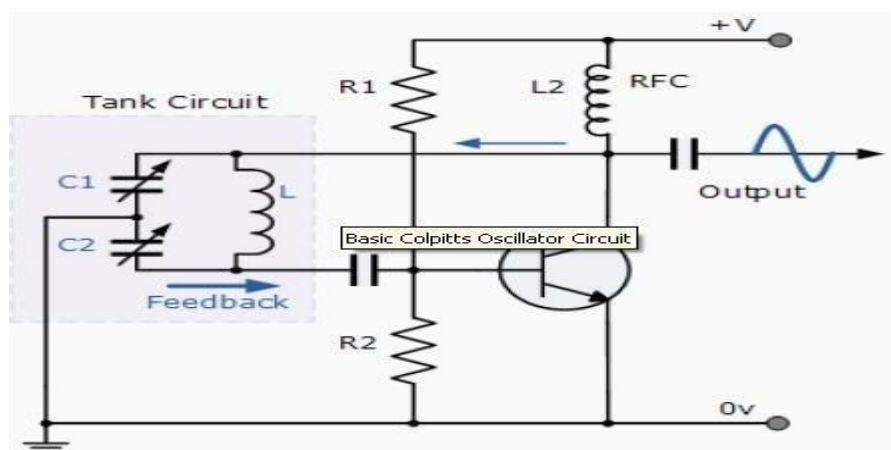 +V
R1
L2
RFC
Tank Circuit
C1
L
Output
C2
Basic Colpitts Oscillator Circuit
Feedback
R2
0v